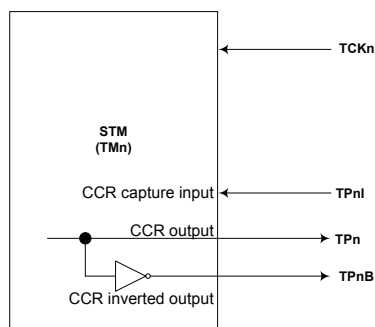 TCKn
STM
(TMn)
CCR capture input
TPnI
CCR output
TPn
TPnB
CCR inverted output